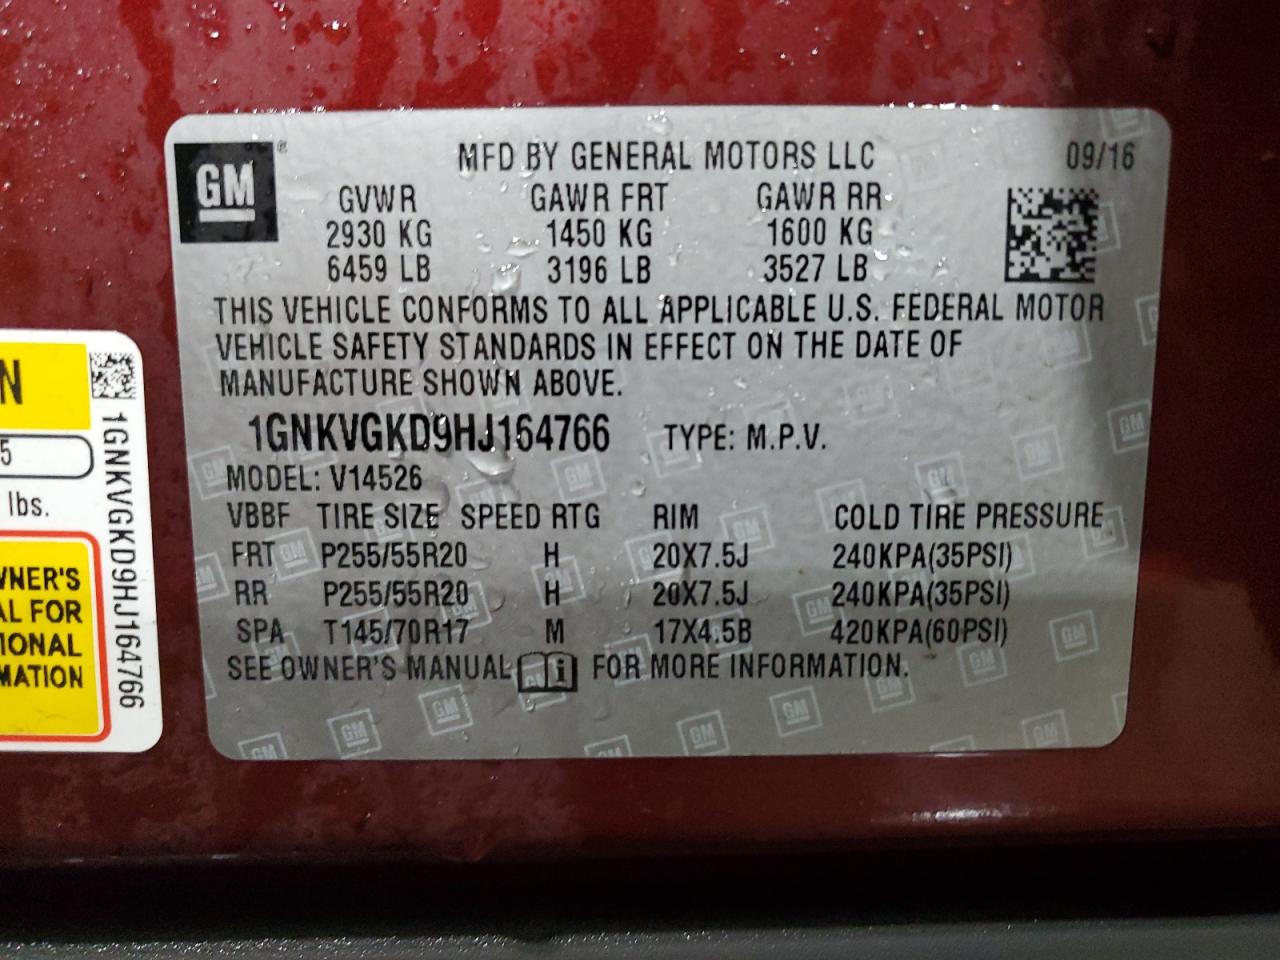 GM ®
MFD BY GENERAL MOTORS LLC 09/16
GVWR GAWR FRT GAWR RR
2930 KG 1450 KG 1600 KG
6459 LB 3196 LB 3527 LB
THIS VEHICLE CONFORMS TO ALL APPLICABLE U.S. FEDERAL MOTOR
VEHICLE SAFETY STANDARDS IN EFFECT ON THE DATE OF
MANUFACTURE SHOWN ABOVE.
1GNKVGKD9HJ164766 TYPE: M.P.V.
MODEL: V14526
VBBF TIRE SIZE SPEED RTG RIM COLD TIRE PRESSURE
FRT P255/55R20 H 20X7.5J 240KPA(35PSI)
RR P255/55R20 H 20X7.5J 240KPA(35PSI)
SPA T145/70R17 M 17X4.5B 420KPA(60PSI)
SEE OWNER'S MANUAL i FOR MORE INFORMATION.
N
5
lbs.
WNER'S
AL FOR
IONAL
MATION
1GNKVGKD9HJ164766